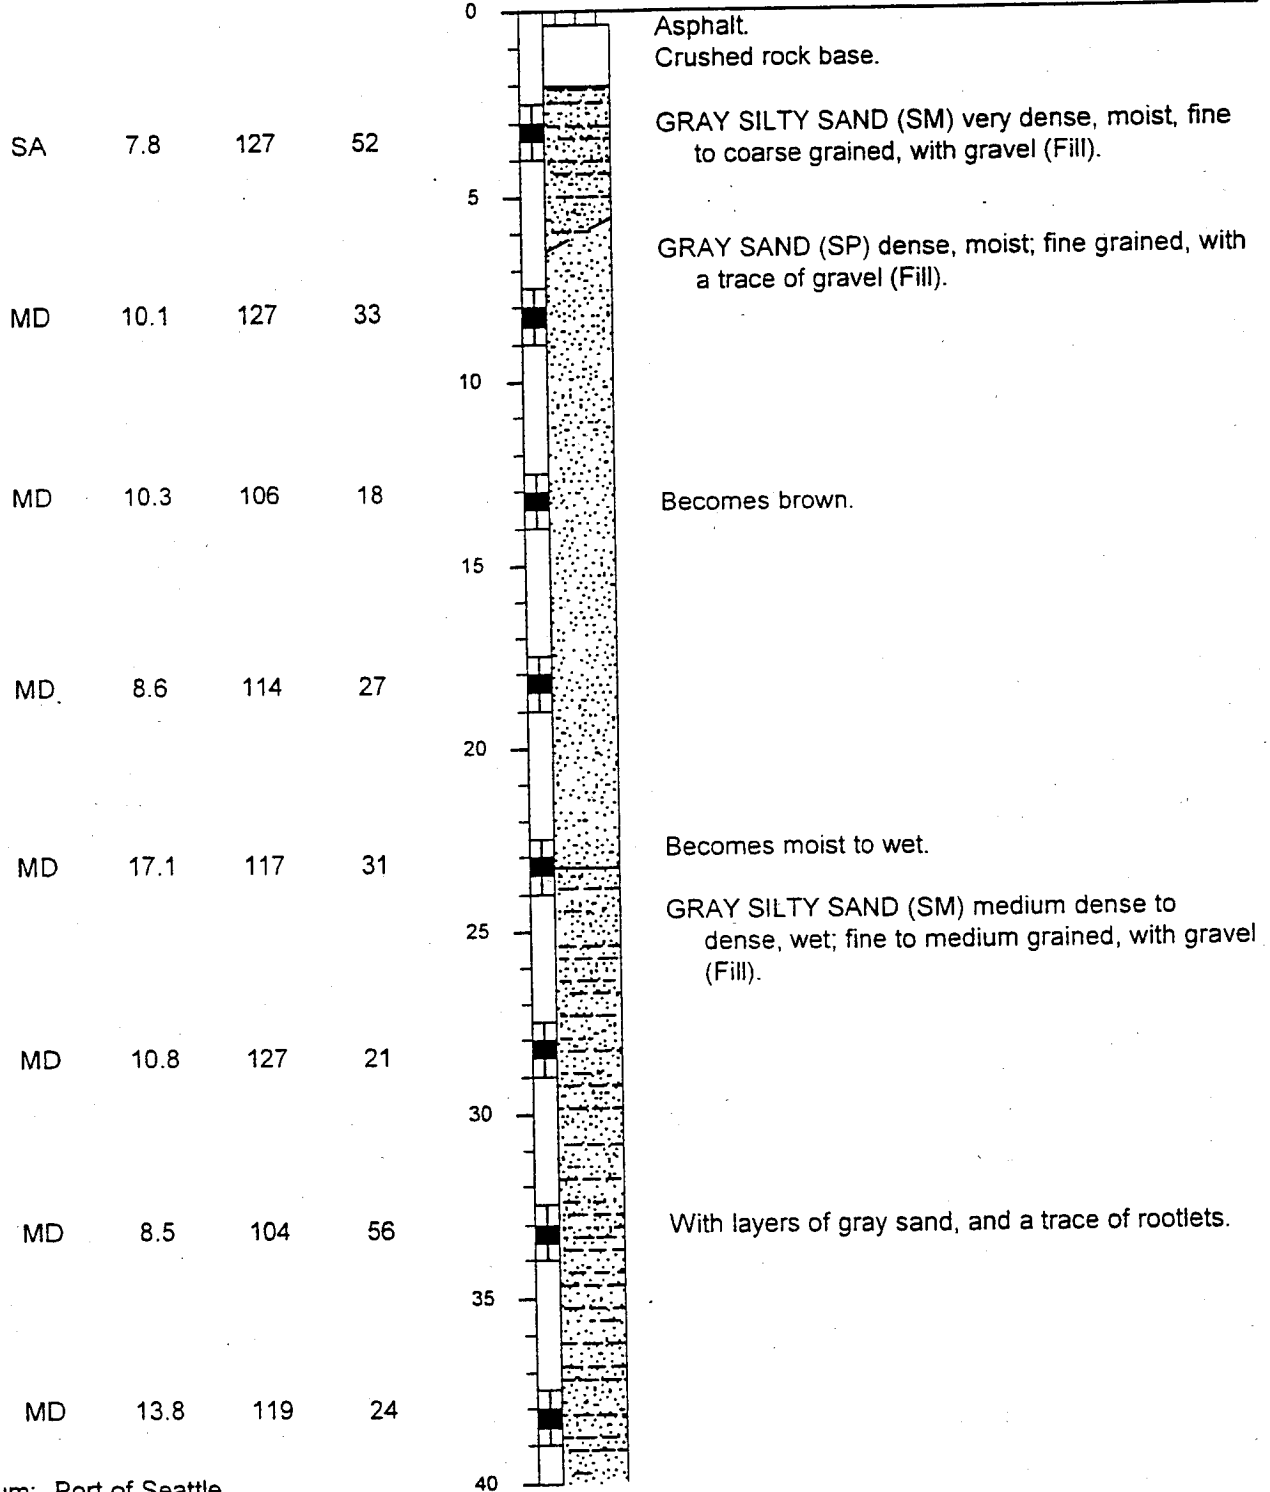 0
Asphalt.
Crushed rock base.
GRAY SILTY SAND (SM) very dense, moist, fine
SA 7.8 127 52
to coarse grained, with gravel (Fill).
5
GRAY SAND (SP) dense, moist; fine grained, with
a trace of gravel (Fill).
MD 10.1 127 33
10
MD 10.3 106 18
Becomes brown.
15
MD 8.6 114 27
20
Becomes moist to wet.
MD 17.1 117 31
GRAY SILTY SAND (SM) medium dense to
25
dense, wet; fine to medium grained, with gravel
(Fill).
MD 10.8 127 21
30
With layers of gray sand, and a trace of rootlets.
MD 8.5 104 56
35
MD 13.8 119 24
40
Port of Seattle